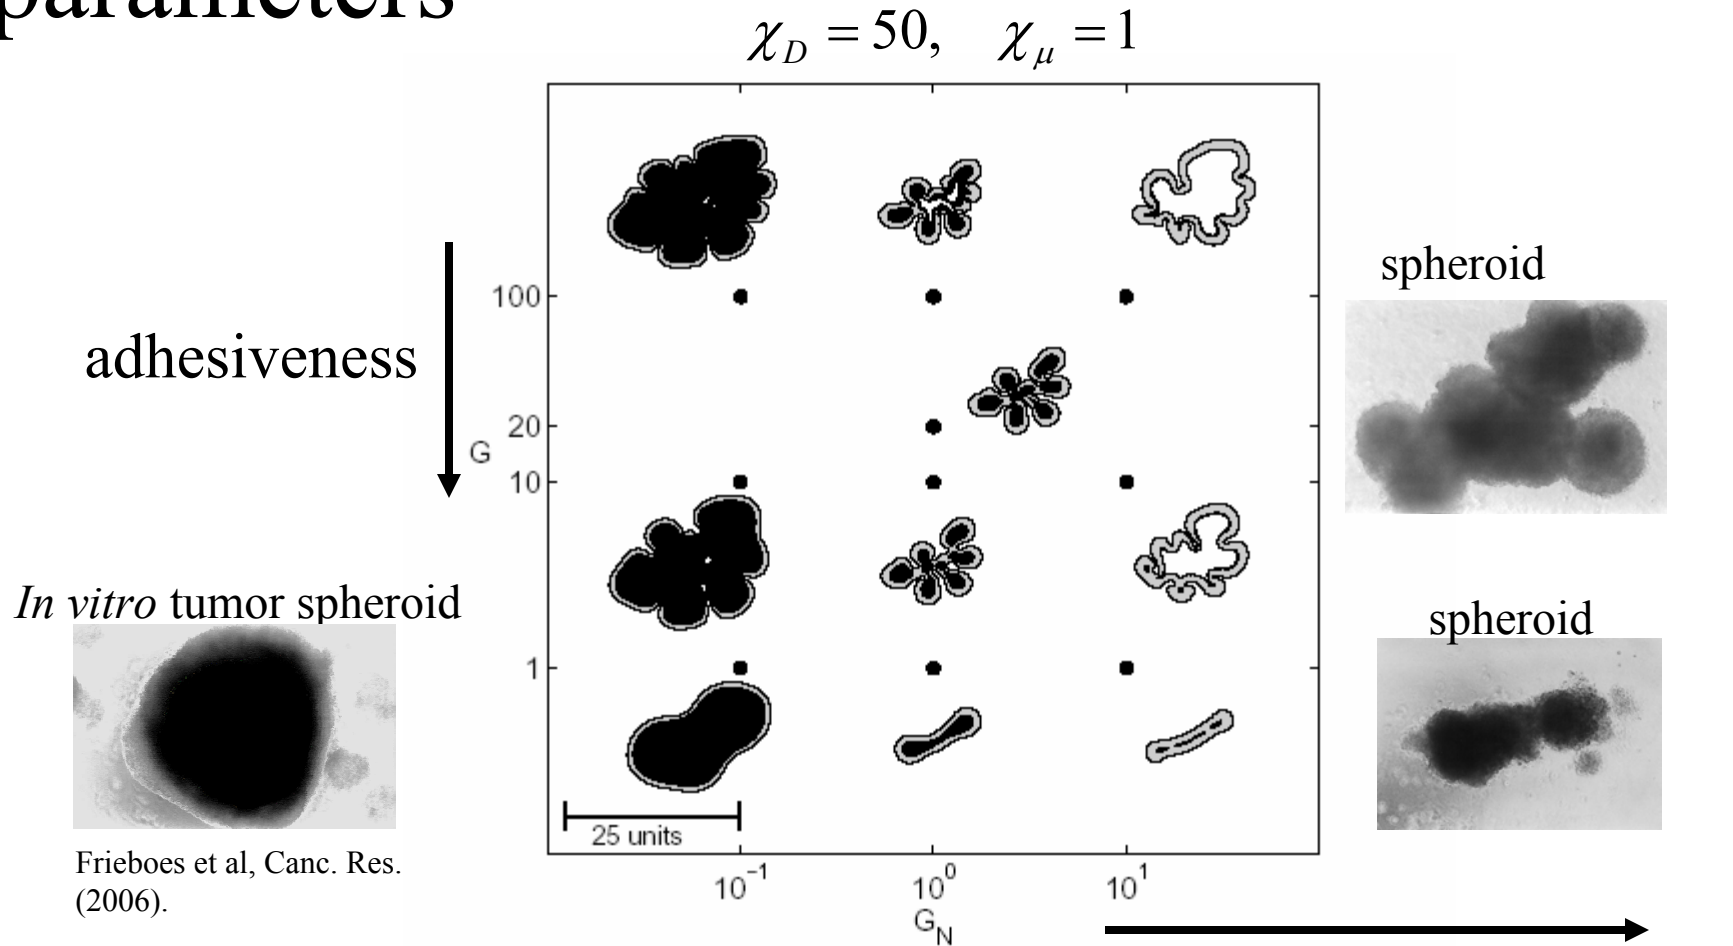 parameters
χ_D = 50, χ_μ = 1
spheroid
100
adhesiveness
20
G
10
In vitro tumor spheroid
spheroid
1
25 units
Frieboes et al, Canc. Res.
(2006).
10^-1 10^0 10^1
G_N